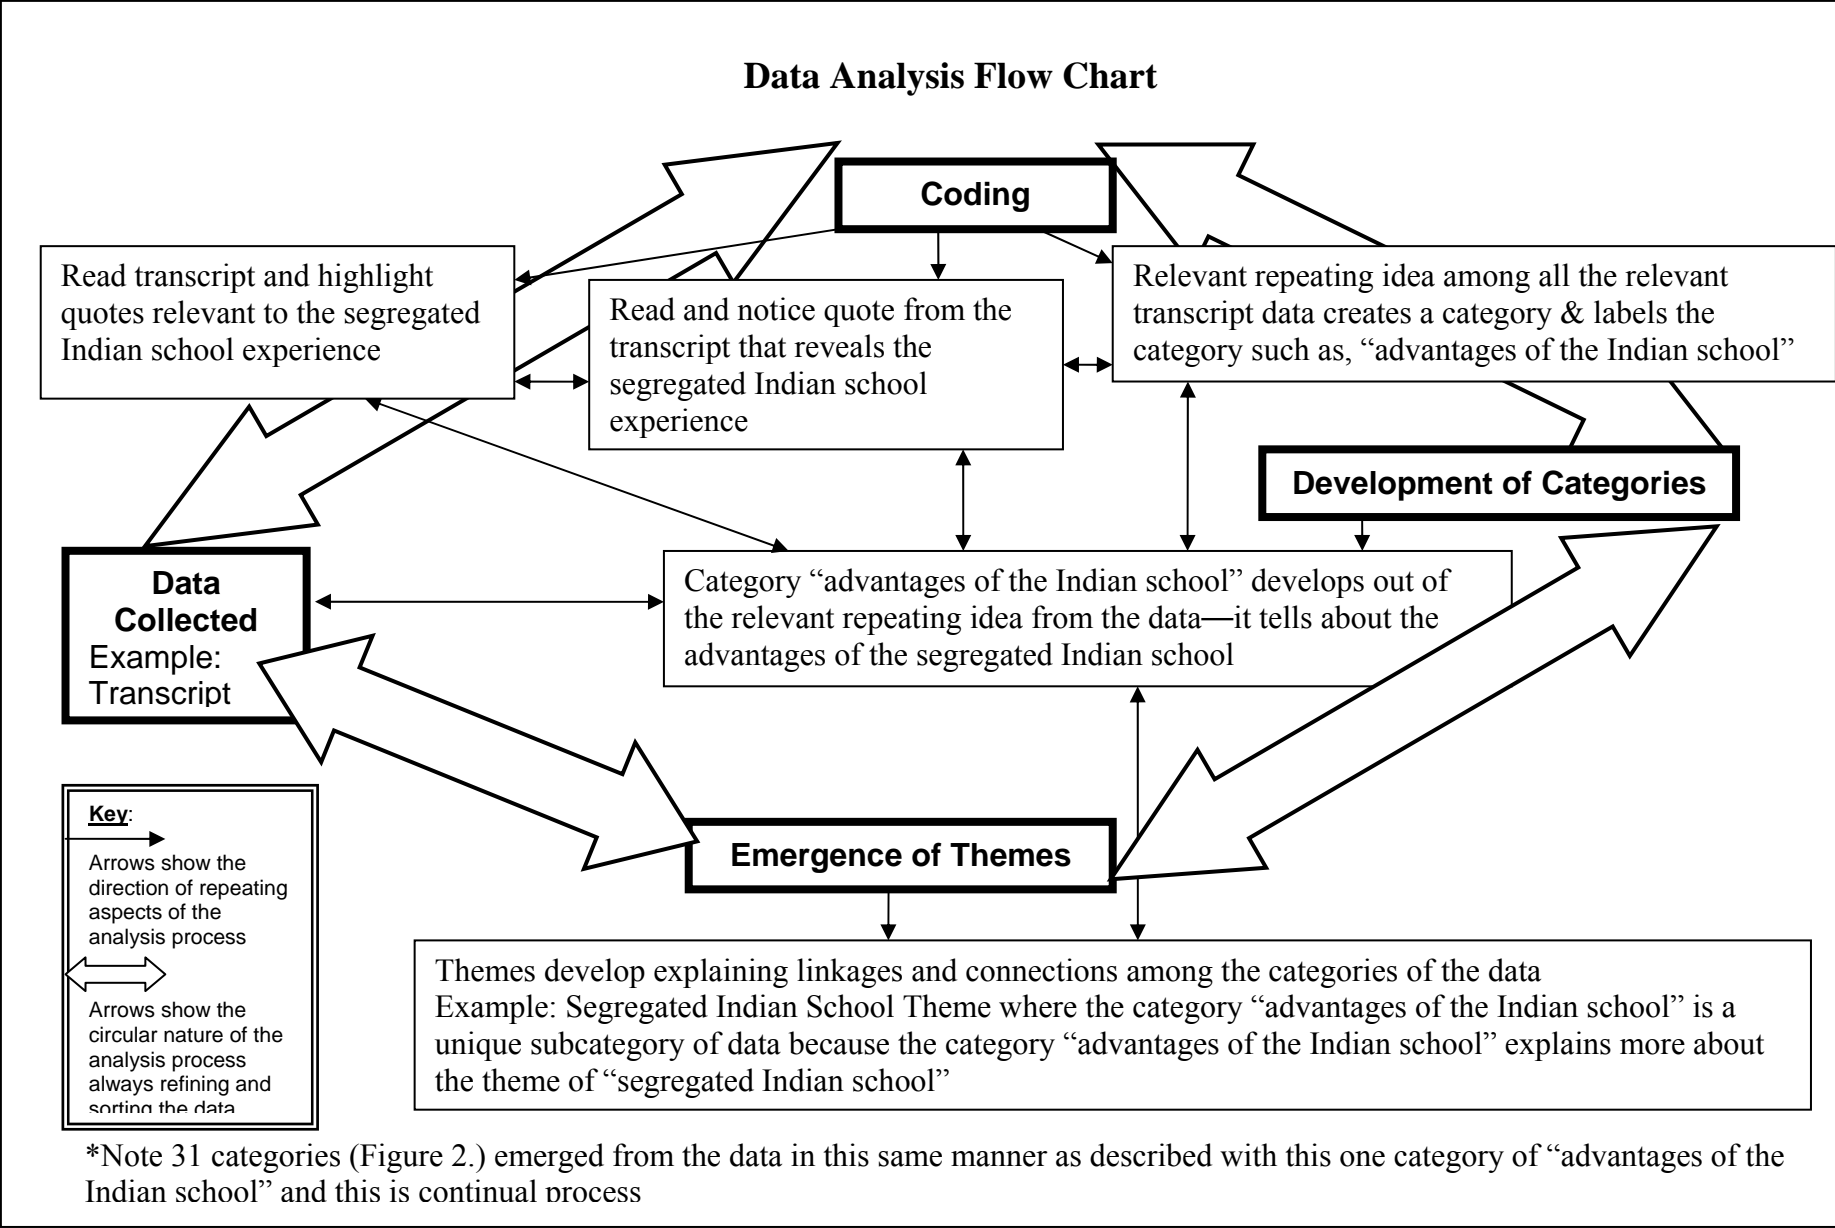 Data Analysis Flow Chart
Coding
Read transcript and highlight
quotes relevant to the segregated
Indian school experience
Read and notice quote from the
transcript that reveals the
segregated Indian school
experience
Relevant repeating idea among all the relevant
transcript data creates a category & labels the
category such as, “advantages of the Indian school”
Development of Categories
Data
Collected
Example:
Transcript
Category “advantages of the Indian school” develops out of
the relevant repeating idea from the data—it tells about the
advantages of the segregated Indian school
Key:
Arrows show the
direction of repeating
aspects of the
analysis process
Arrows show the
circular nature of the
analysis process
always refining and
sorting the data
Emergence of Themes
Themes develop explaining linkages and connections among the categories of the data
Example: Segregated Indian School Theme where the category “advantages of the Indian school” is a
unique subcategory of data because the category “advantages of the Indian school” explains more about
the theme of “segregated Indian school”
*Note 31 categories (Figure 2.) emerged from the data in this same manner as described with this one category of “advantages of the
Indian school” and this is continual process